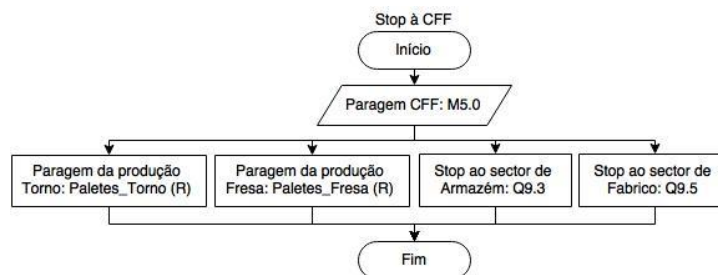 Stop à CFF
Início
Paragem CFF: M5.0
Paragem da produção
Torno: Paletes_Torno (R)
Paragem da produção
Fresa: Paletes_Fresa (R)
Stop ao sector de
Armazém: Q9.3
Stop ao sector de
Fabrico: Q9.5
Fim